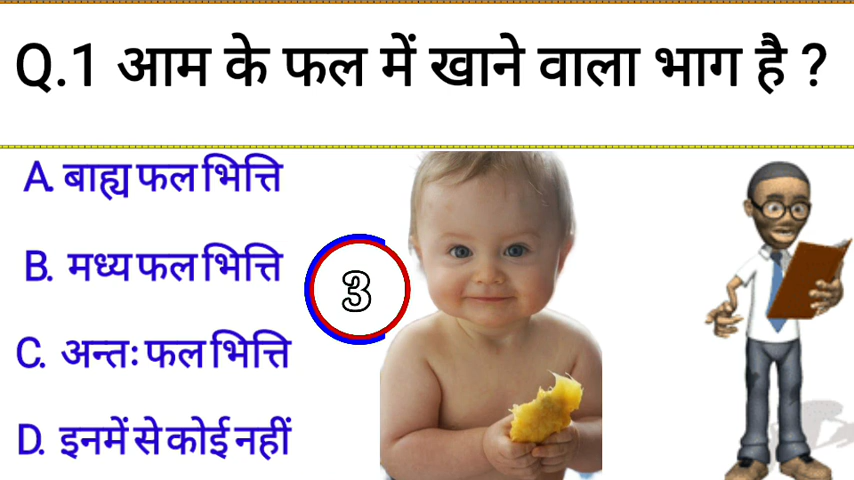 Q.1 आम के फल में खाने वाला भाग है ?
A. बाह्य फल भित्ति
B. मध्य फल भित्ति
3
C. अन्तः फल भित्ति
D. इनमें से कोई नहीं